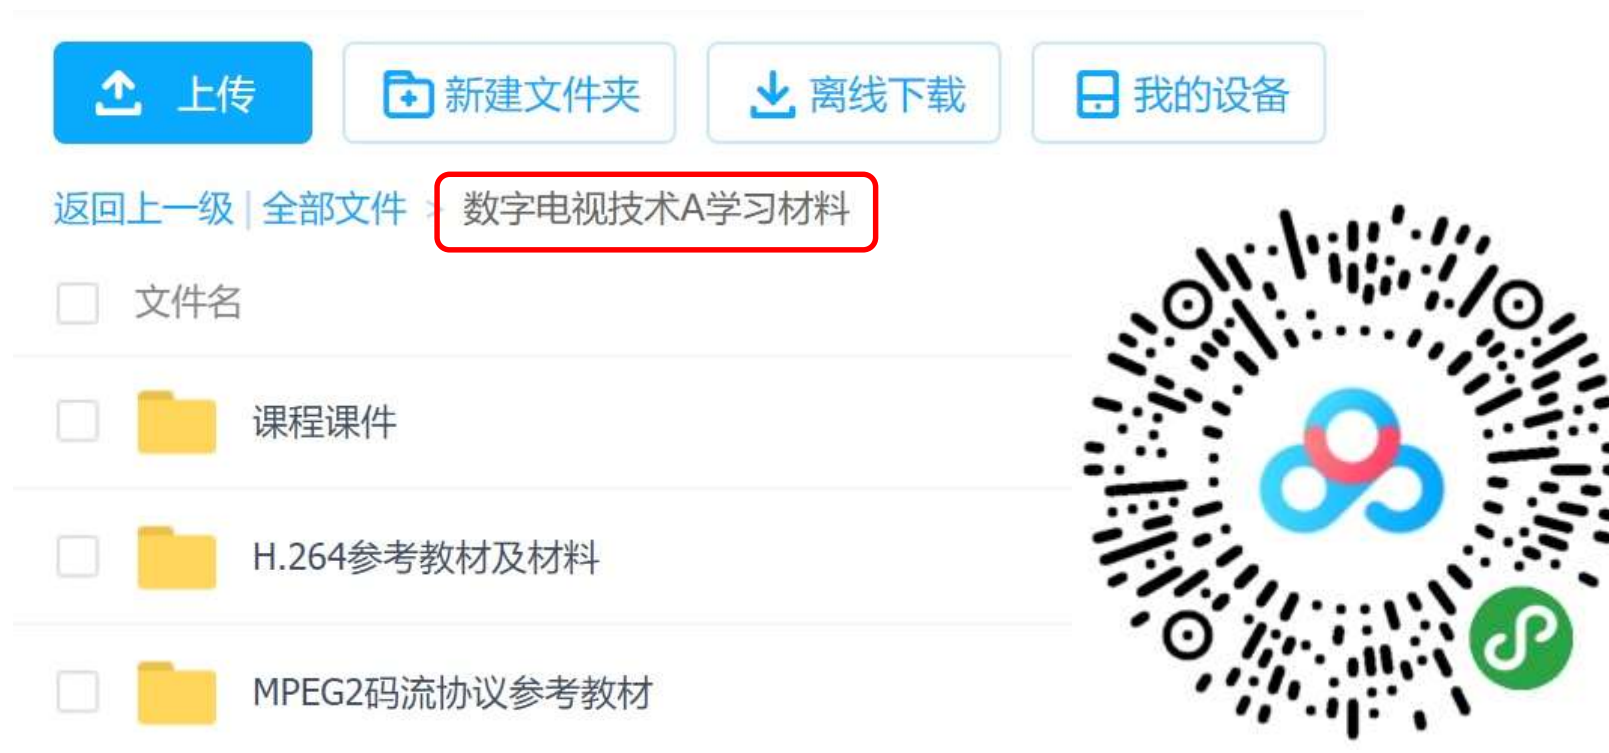 上传 新建文件夹 离线下载 我的设备
返回上一级 | 全部文件 > 数字电视技术A学习材料
文件名
课程课件
H.264参考教材及材料
MPEG2码流协议参考教材